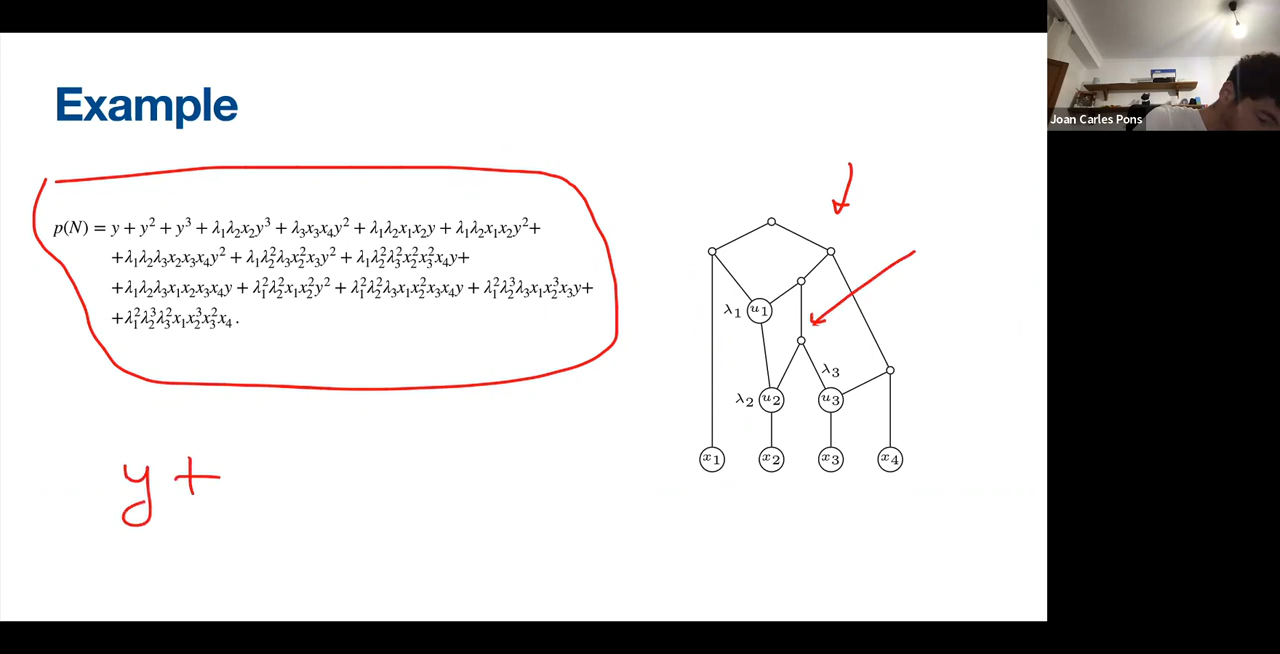 Example
p(N) = y + y² + y³ + λ₁λ₂x₂y³ + λ₃x₃x₄y² + λ₁λ₂x₁x₂y + λ₁λ₂x₁x₂y²+
+λ₁λ₂λ₃x₂x₃x₄y² + λ₁λ₂²λ₃x₂²x₃y² + λ₁λ₂²λ₃²x₂²x₃²x₄y+
+λ₁λ₂λ₃x₁x₂x₃x₄y + λ₁²λ₂²x₁x₂²y² + λ₁²λ₂²λ₃x₁x₂²x₃x₄y + λ₁²λ₂³λ₃x₁x₂³x₃y+
+λ₁²λ₂³λ₃²x₁x₂³x₃²x₄ .
y +
λ₁ u₁
λ₃
λ₂ u₂ u₃
x₁ x₂ x₃ x₄
Joan Carles Pons